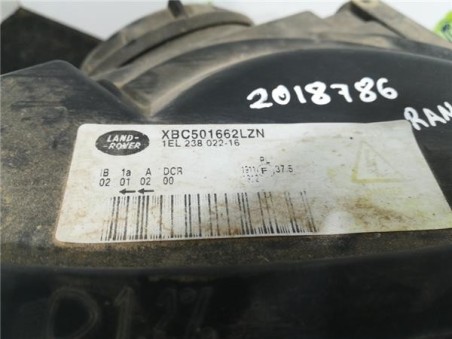 2018786
RAN
LAND-
ROVER
XBC501662LZN
1EL 238 022-16
IB 1a A DCR
02 01 02 00
37.5